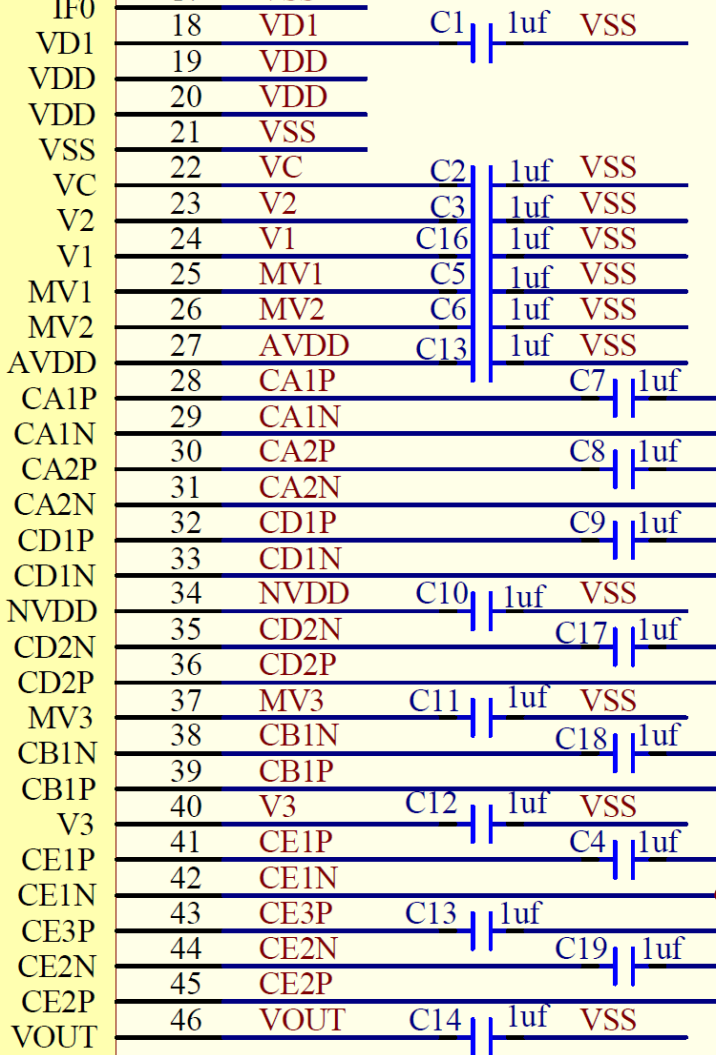 IF0
18 VD1 C1 1uf VSS
VD1
19 VDD
VDD
20 VDD
VDD
21 VSS
VSS
22 VC C2 1uf VSS
VC
23 V2 C3 1uf VSS
V2
24 V1 C16 1uf VSS
V1
25 MV1 C5 1uf VSS
MV1
26 MV2 C6 1uf VSS
MV2
27 AVDD C13 1uf VSS
AVDD
28 CA1P C7 1uf
CA1P
29 CA1N
CA1N
30 CA2P C8 1uf
CA2P
31 CA2N
CA2N
32 CD1P C9 1uf
CD1P
33 CD1N
CD1N
34 NVDD C10 1uf VSS
NVDD
35 CD2N C17 1uf
CD2N
36 CD2P
CD2P
37 MV3 C11 1uf VSS
MV3
38 CB1N C18 1uf
CB1N
39 CB1P
CB1P
40 V3 C12 1uf VSS
V3
41 CE1P C4 1uf
CE1P
42 CE1N
CE1N
43 CE3P C13 1uf
CE3P
44 CE2N C19 1uf
CE2N
45 CE2P
CE2P
46 VOUT C14 1uf VSS
VOUT